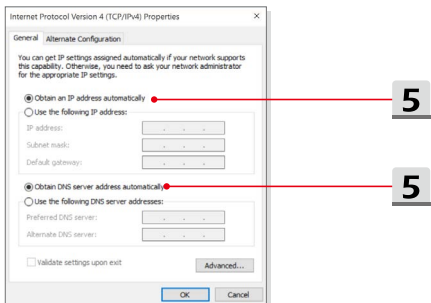 Internet Protocol Version 4 (TCP/IPv4) Properties
General Alternate Configuration
You can get IP settings assigned automatically if your network supports
this capability. Otherwise, you need to ask your network administrator
for the appropriate IP settings.
Obtain an IP address automatically
5
Use the following IP address:
IP address:
Subnet mask:
Default gateway:
Obtain DNS server address automatically
5
Use the following DNS server addresses:
Preferred DNS server:
Alternate DNS server:
Validate settings upon exit
Advanced...
OK Cancel